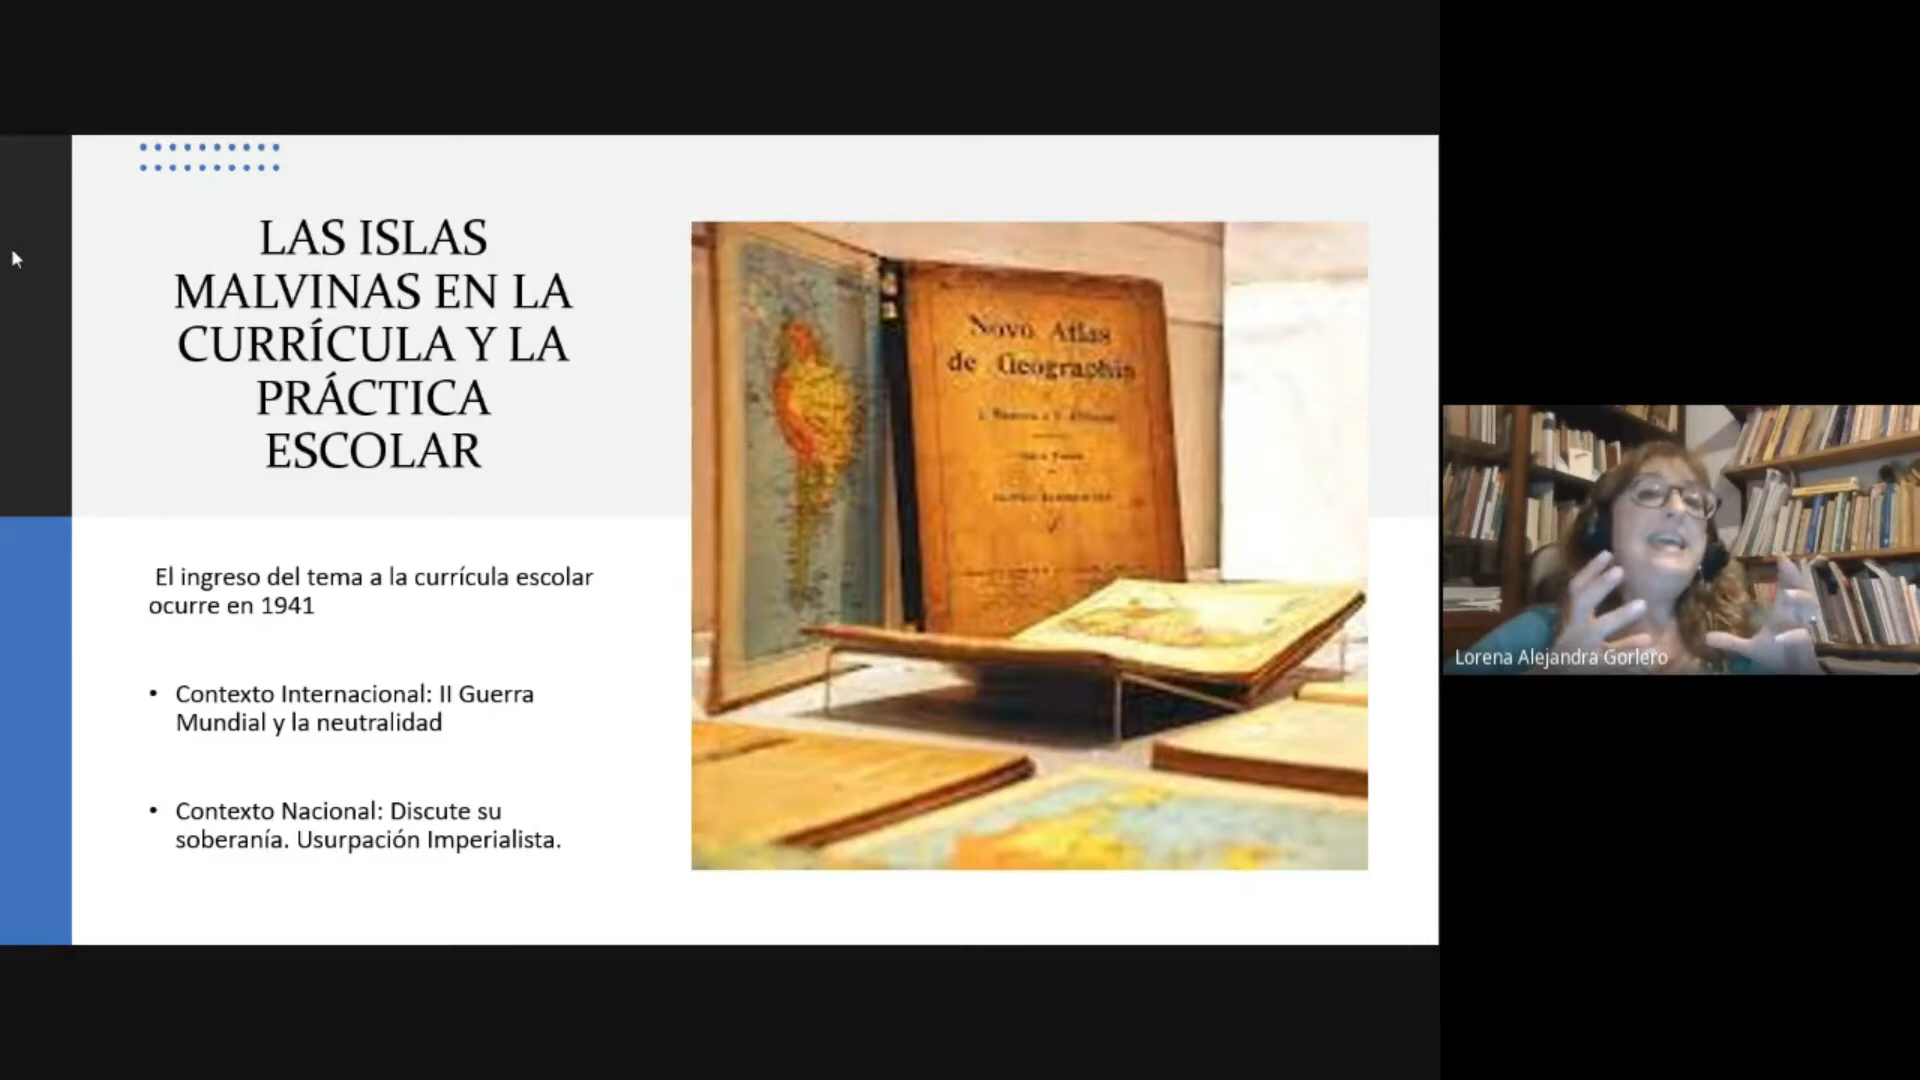 LAS ISLAS
MALVINAS EN LA
CURRÍCULA Y LA
PRÁCTICA
ESCOLAR
El ingreso del tema a la currícula escolar
ocurre en 1941
• Contexto Internacional: II Guerra
Mundial y la neutralidad
• Contexto Nacional: Discute su
soberanía. Usurpación Imperialista.
Novo Atlas
de Geographia
Lorena Alejandra Gorlero